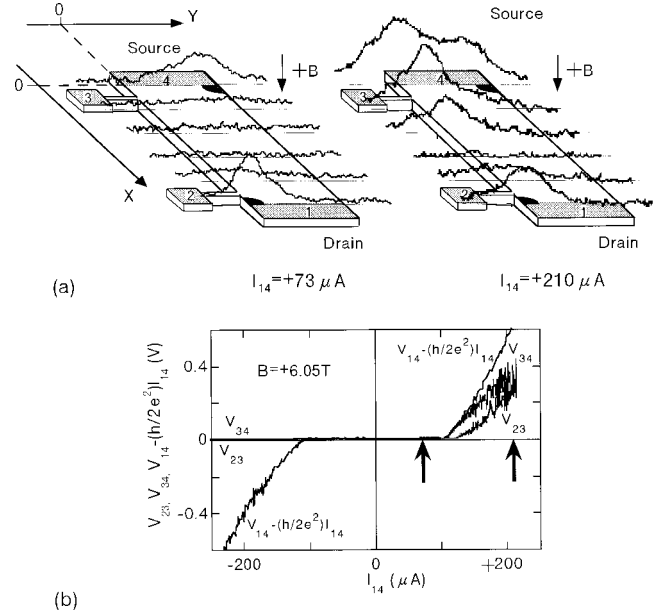 0
Y
Source
0
4
+B
3
X
2
1
Drain
Source
4
+B
3
2
1
Drain
(a)
I14=+73 μA
I14=+210 μA
V23, V34, V14-(h/2e²)I14 (V)
0.4
0
-0.4
B=+6.05T
V14-(h/2e²)I14
V34
V23
V34
V23
V14-(h/2e²)I14
-200
0
+200
I14 (μA)
(b)